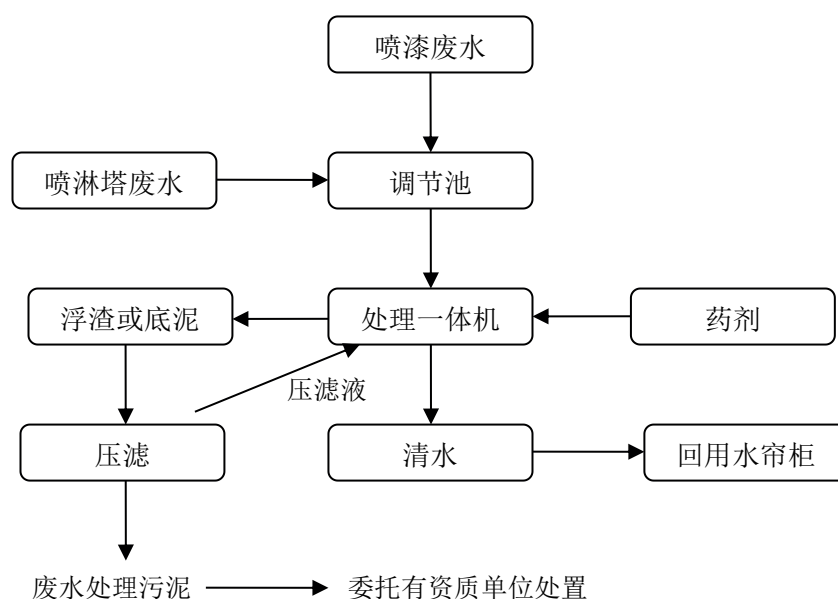 喷漆废水
喷淋塔废水
调节池
浮渣或底泥
处理一体机
药剂
压滤液
压滤
清水
回用水帘柜
废水处理污泥
委托有资质单位处置